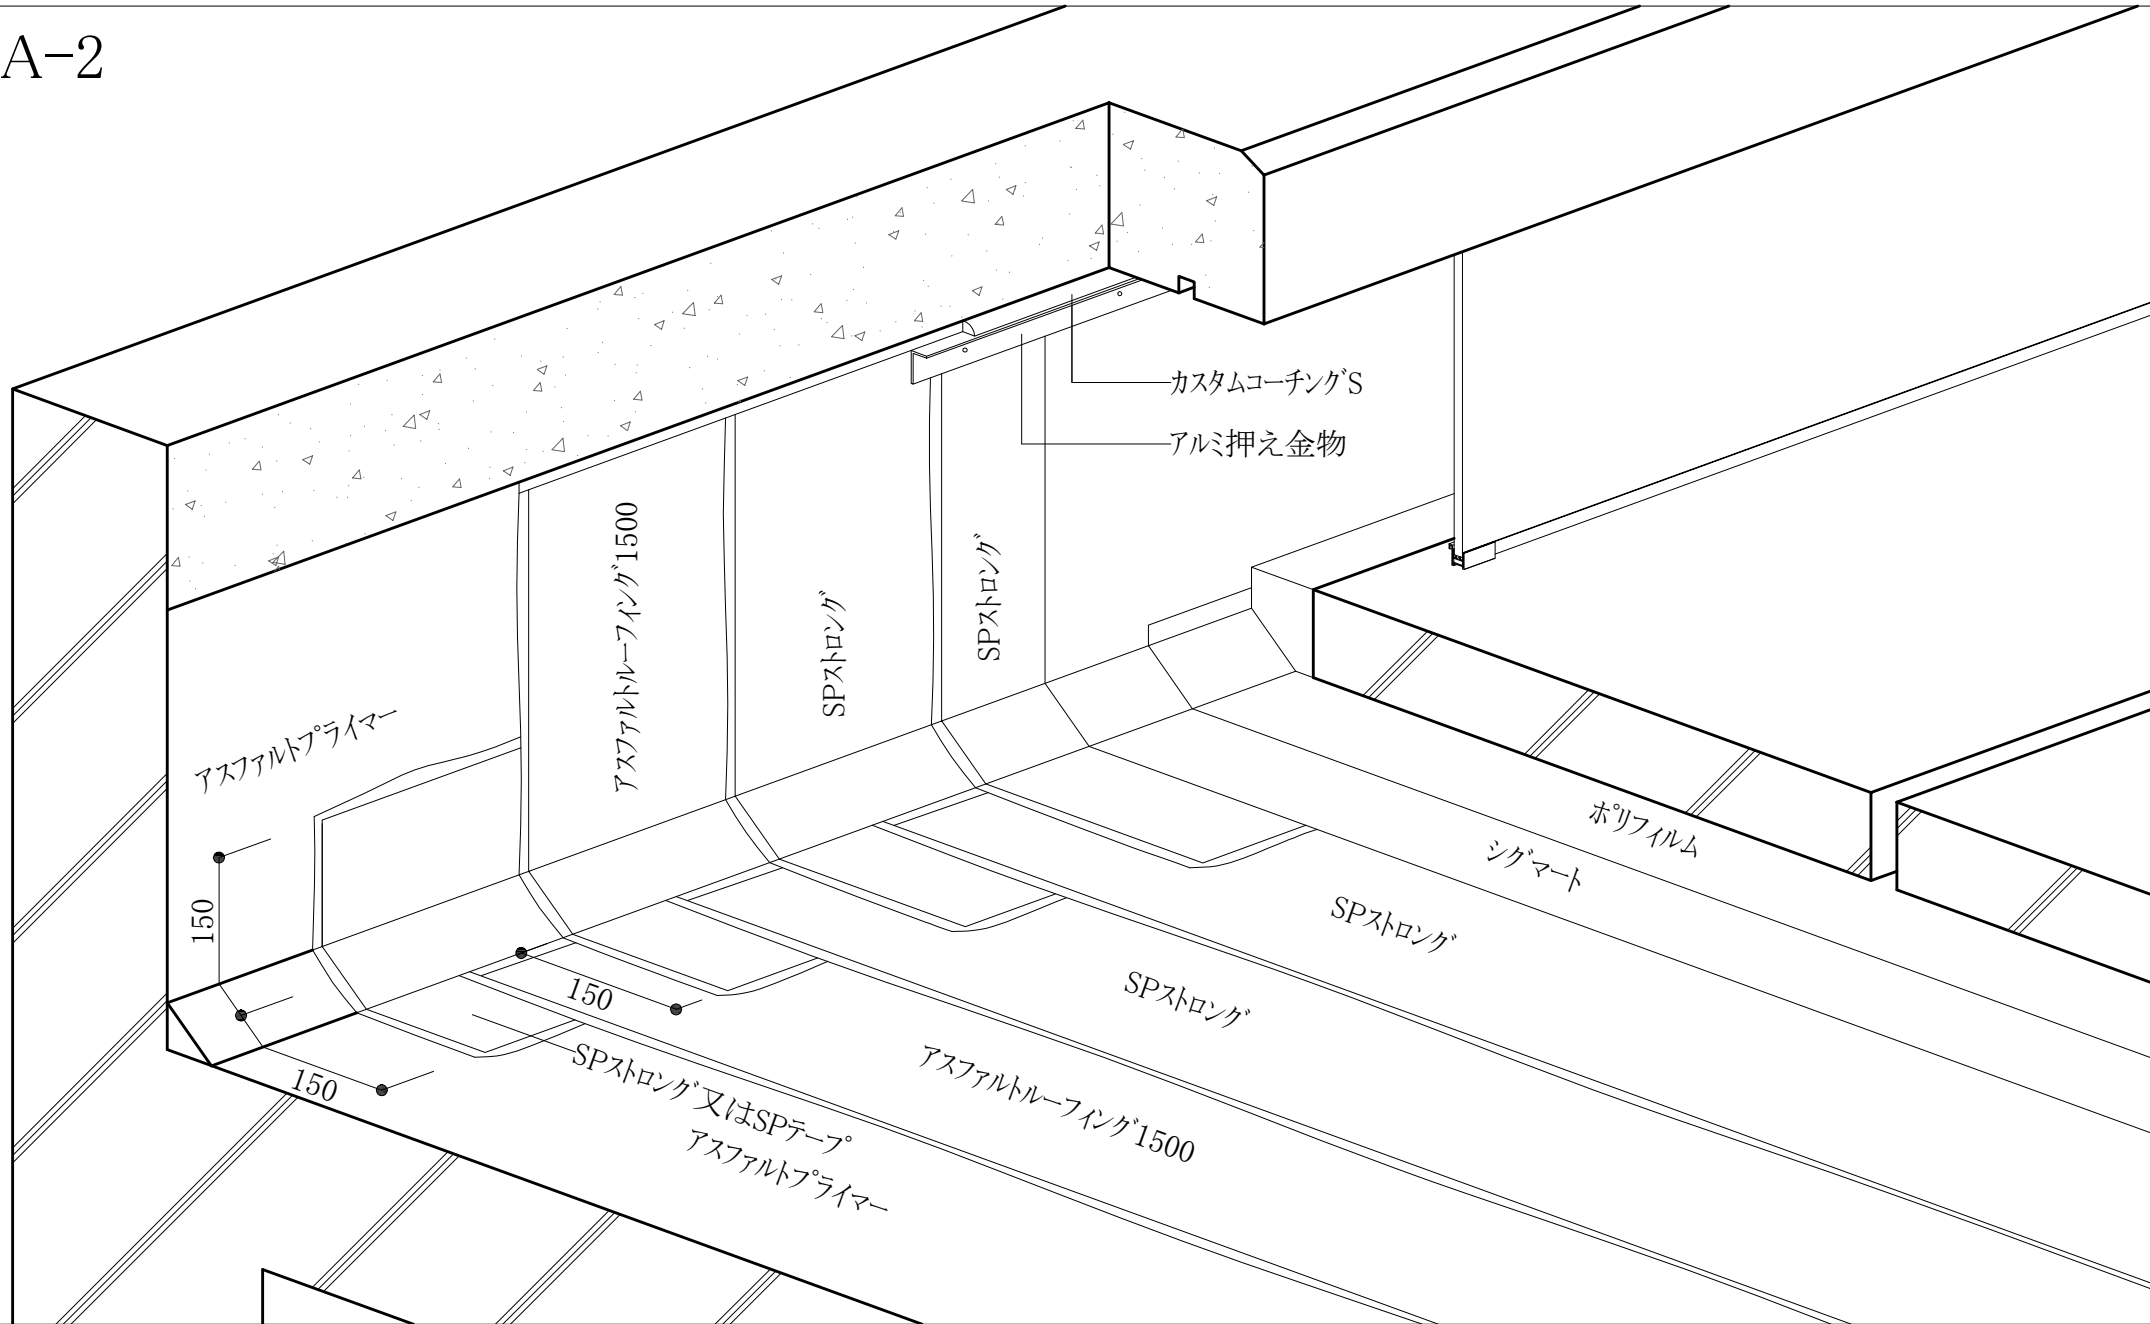 A-2
カスタムコーチングS
アルミ押え金物
アスファルトルーフィング1500
SPストロング
SPストロング
アスファルトプライマー
150
150
150
ポリフィルム
シグマート
SPストロング
SPストロング
アスファルトルーフィング1500
SPストロング又はSPテープ
アスファルトプライマー